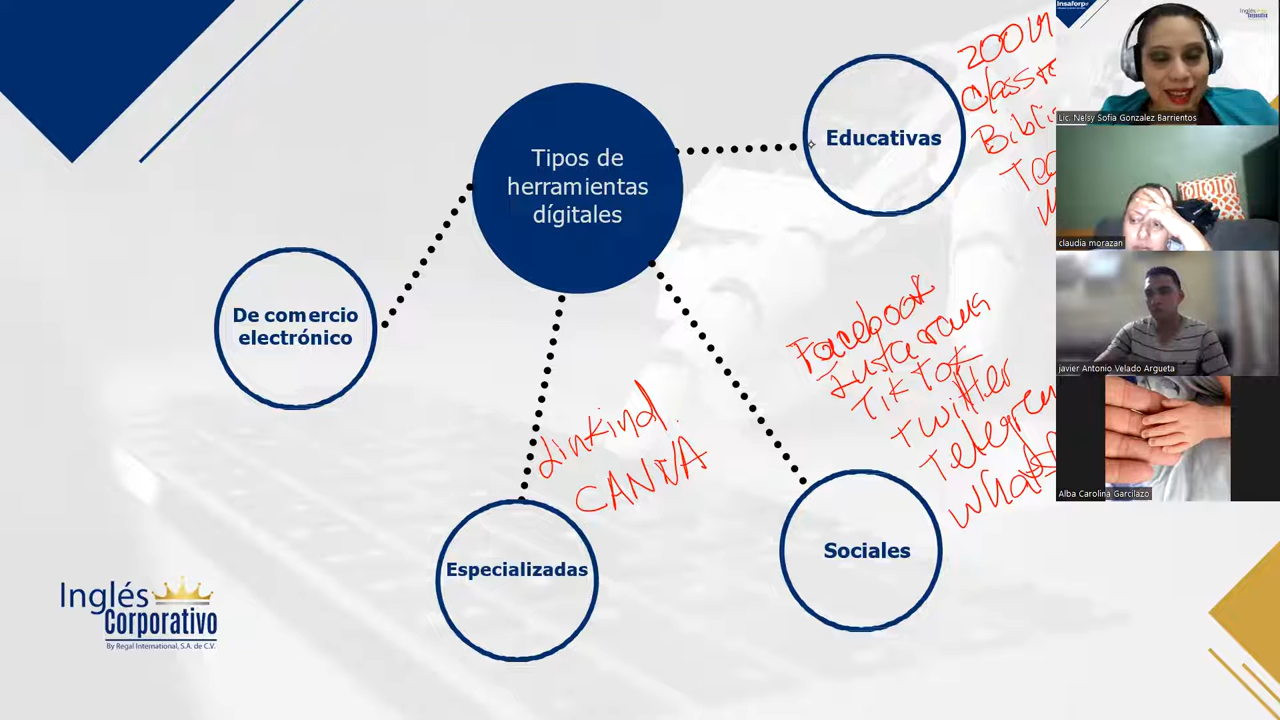 Tipos de
herramientas
dígitales
Educativas
De comercio
electrónico
Especializadas
Sociales
Facebook
Instagram
TikTok
twitter
Telegram
Linkind.
CANVA
ZOOM
Inglés
Corporativo
By Regal International, S.A. de C.V.
Insaforp
Lic. Nelsy Sofia Gonzalez Barrientos
claudia morazan
javier Antonio Velado Argueta
Alba Carolina Garcilazo